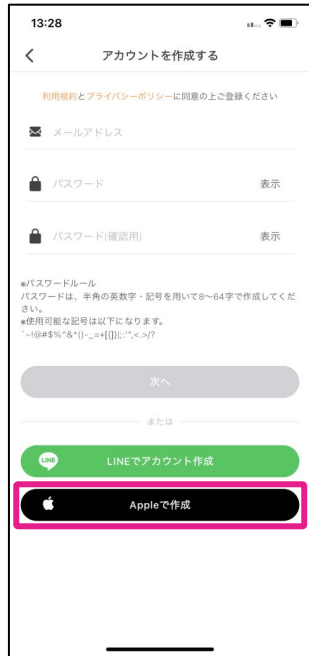 13:28
アカウントを作成する
利用規約とプライバシーポリシーに同意の上ご登録ください
メールアドレス
パスワード 表示
パスワード(確認用) 表示
※パスワードルール
パスワードは、半角の英数字・記号を用いて8〜64字で作成してくだ
さい。
※使用可能な記号は以下になります。
`~!@#$%^&*()-_=+[{]}|;:'",<.>/?
次へ
または
LINE LINEでアカウント作成
Appleで作成